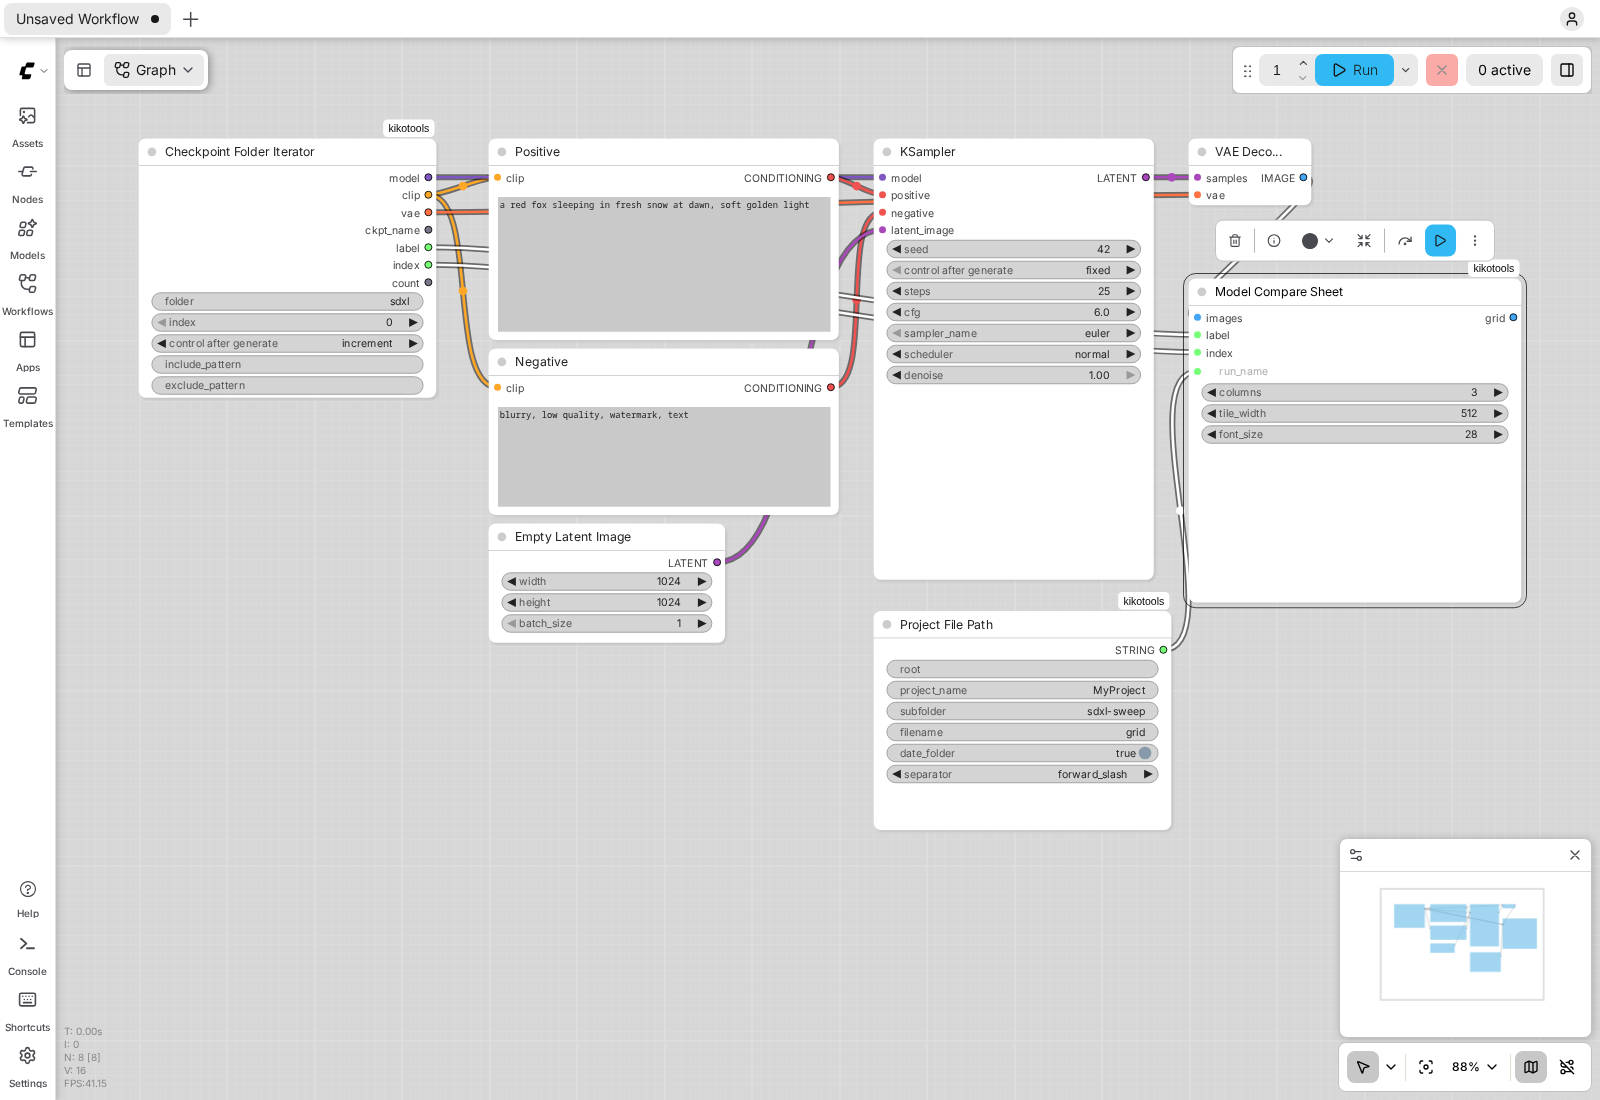 Unsaved Workflow
Graph
1
Run
0 active
Assets
Nodes
Models
Workflows
Apps
Templates
Help
Console
Shortcuts
Settings
kikotools
Checkpoint Folder Iterator
model
clip
vae
ckpt_name
label
index
count
folder sdxl
index 0
control after generate increment
include_pattern
exclude_pattern
Positive
clip CONDITIONING
a red fox sleeping in fresh snow at dawn, soft golden light
Negative
clip CONDITIONING
blurry, low quality, watermark, text
Empty Latent Image
LATENT
width 1024
height 1024
batch_size 1
KSampler
model LATENT
positive
negative
latent_image
seed 42
control after generate fixed
steps 25
cfg 6.0
sampler_name euler
scheduler normal
denoise 1.00
VAE Deco...
samples IMAGE
vae
kikotools
Model Compare Sheet
images grid
label
index
run_name
columns 3
tile_width 512
font_size 28
kikotools
Project File Path
STRING
root
project_name MyProject
subfolder sdxl-sweep
filename grid
date_folder true
separator forward_slash
T: 0.00s
I: 0
N: 8 [8]
V: 16
FPS:41.15
88%